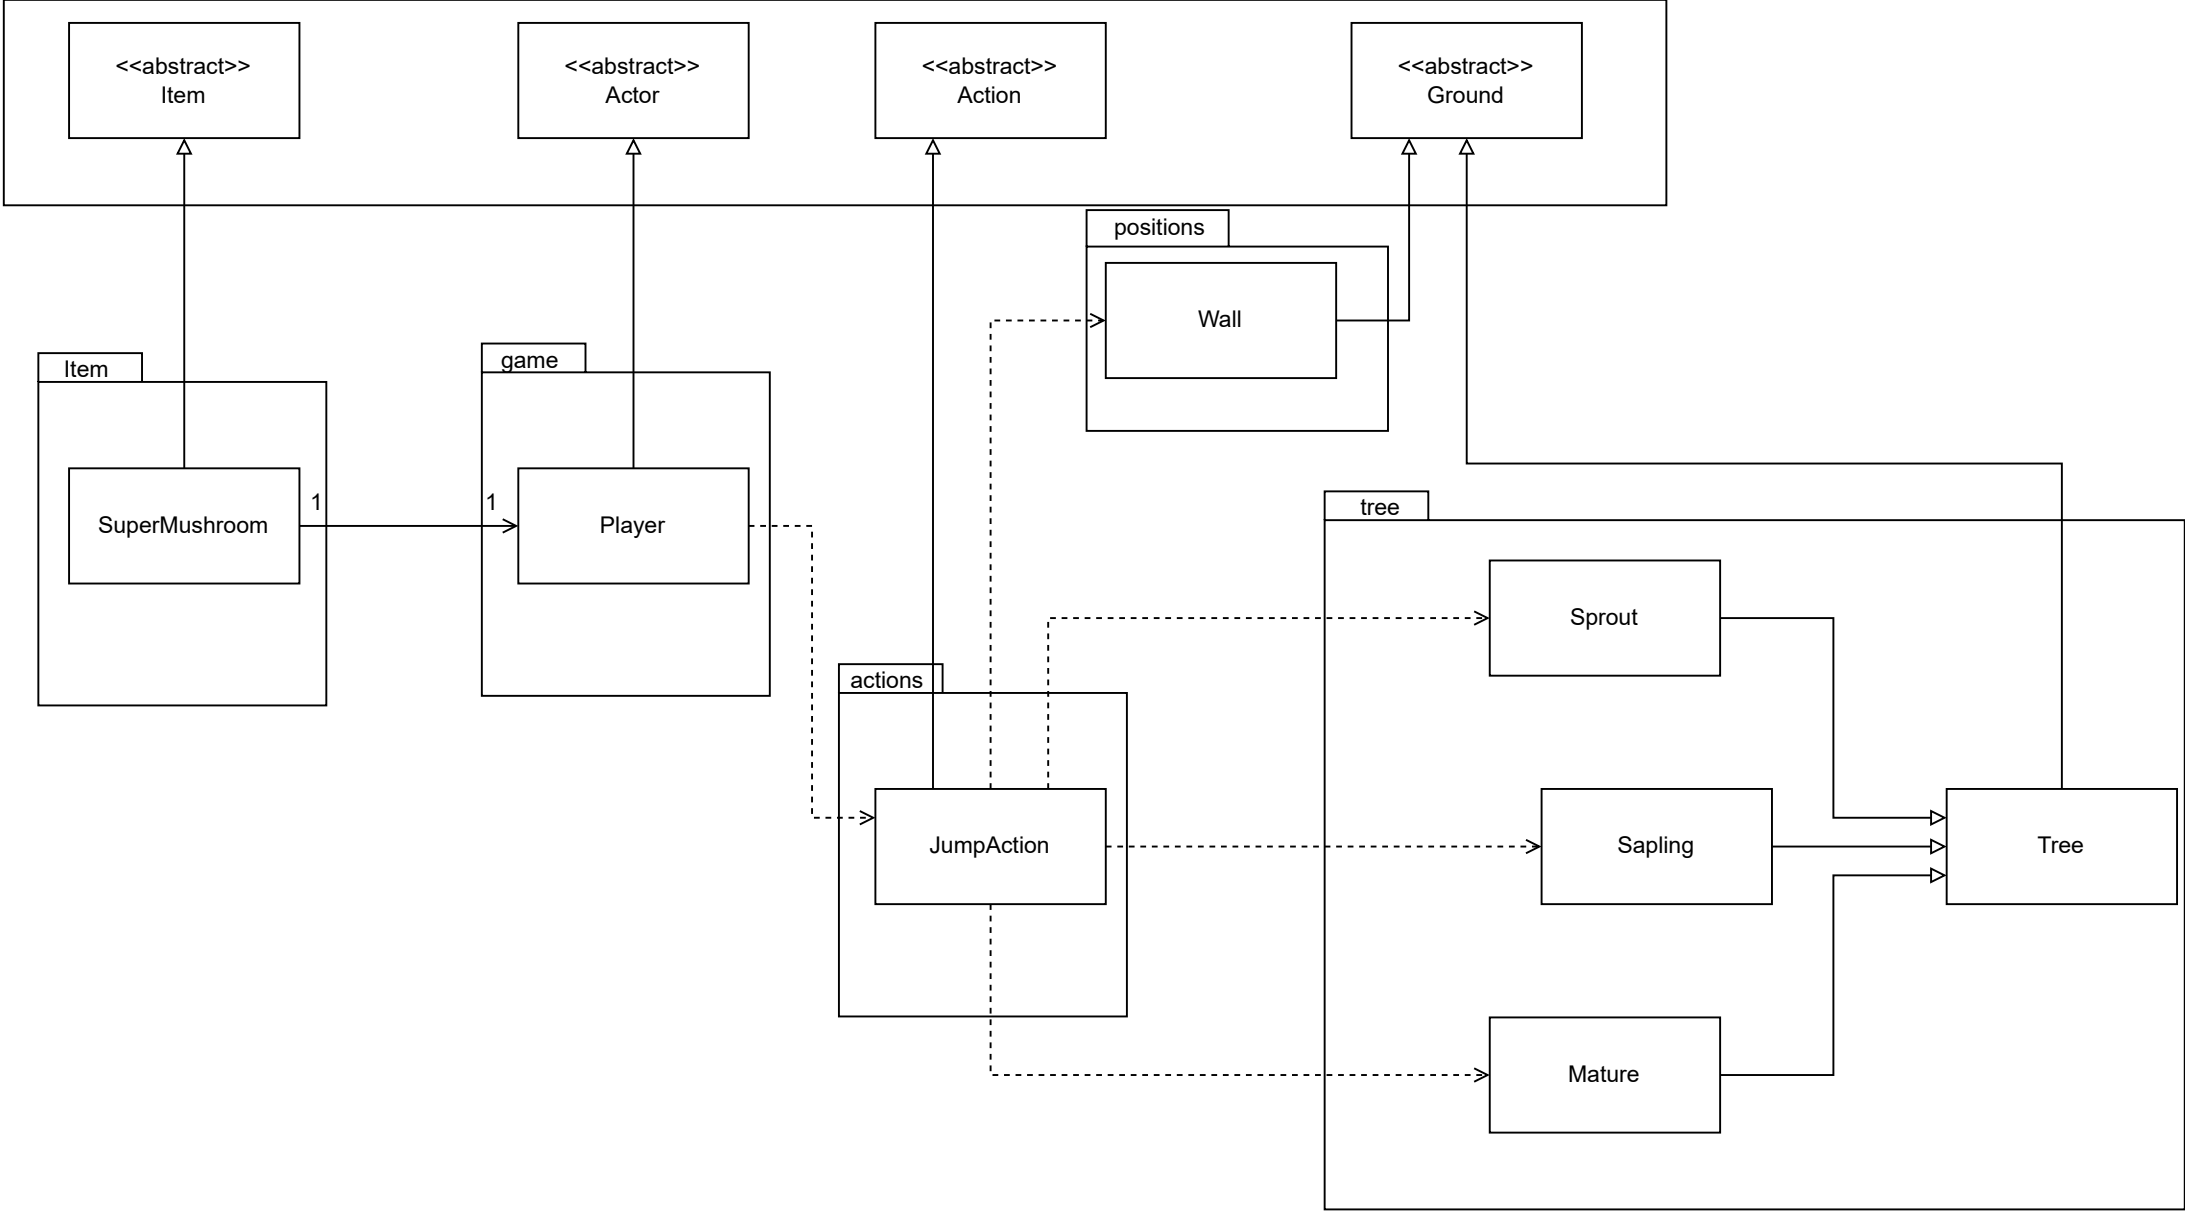 <<abstract>>
Item
<<abstract>>
Actor
<<abstract>>
Action
<<abstract>>
Ground
positions
Wall
Item
game
SuperMushroom
1
1
Player
tree
Sprout
actions
JumpAction
Sapling
Tree
Mature